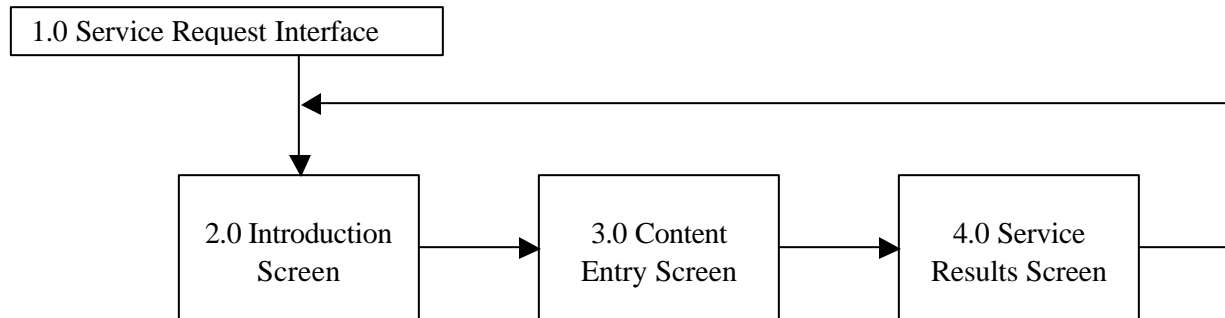 1.0 Service Request Interface
2.0 Introduction
Screen
3.0 Content
Entry Screen
4.0 Service
Results Screen